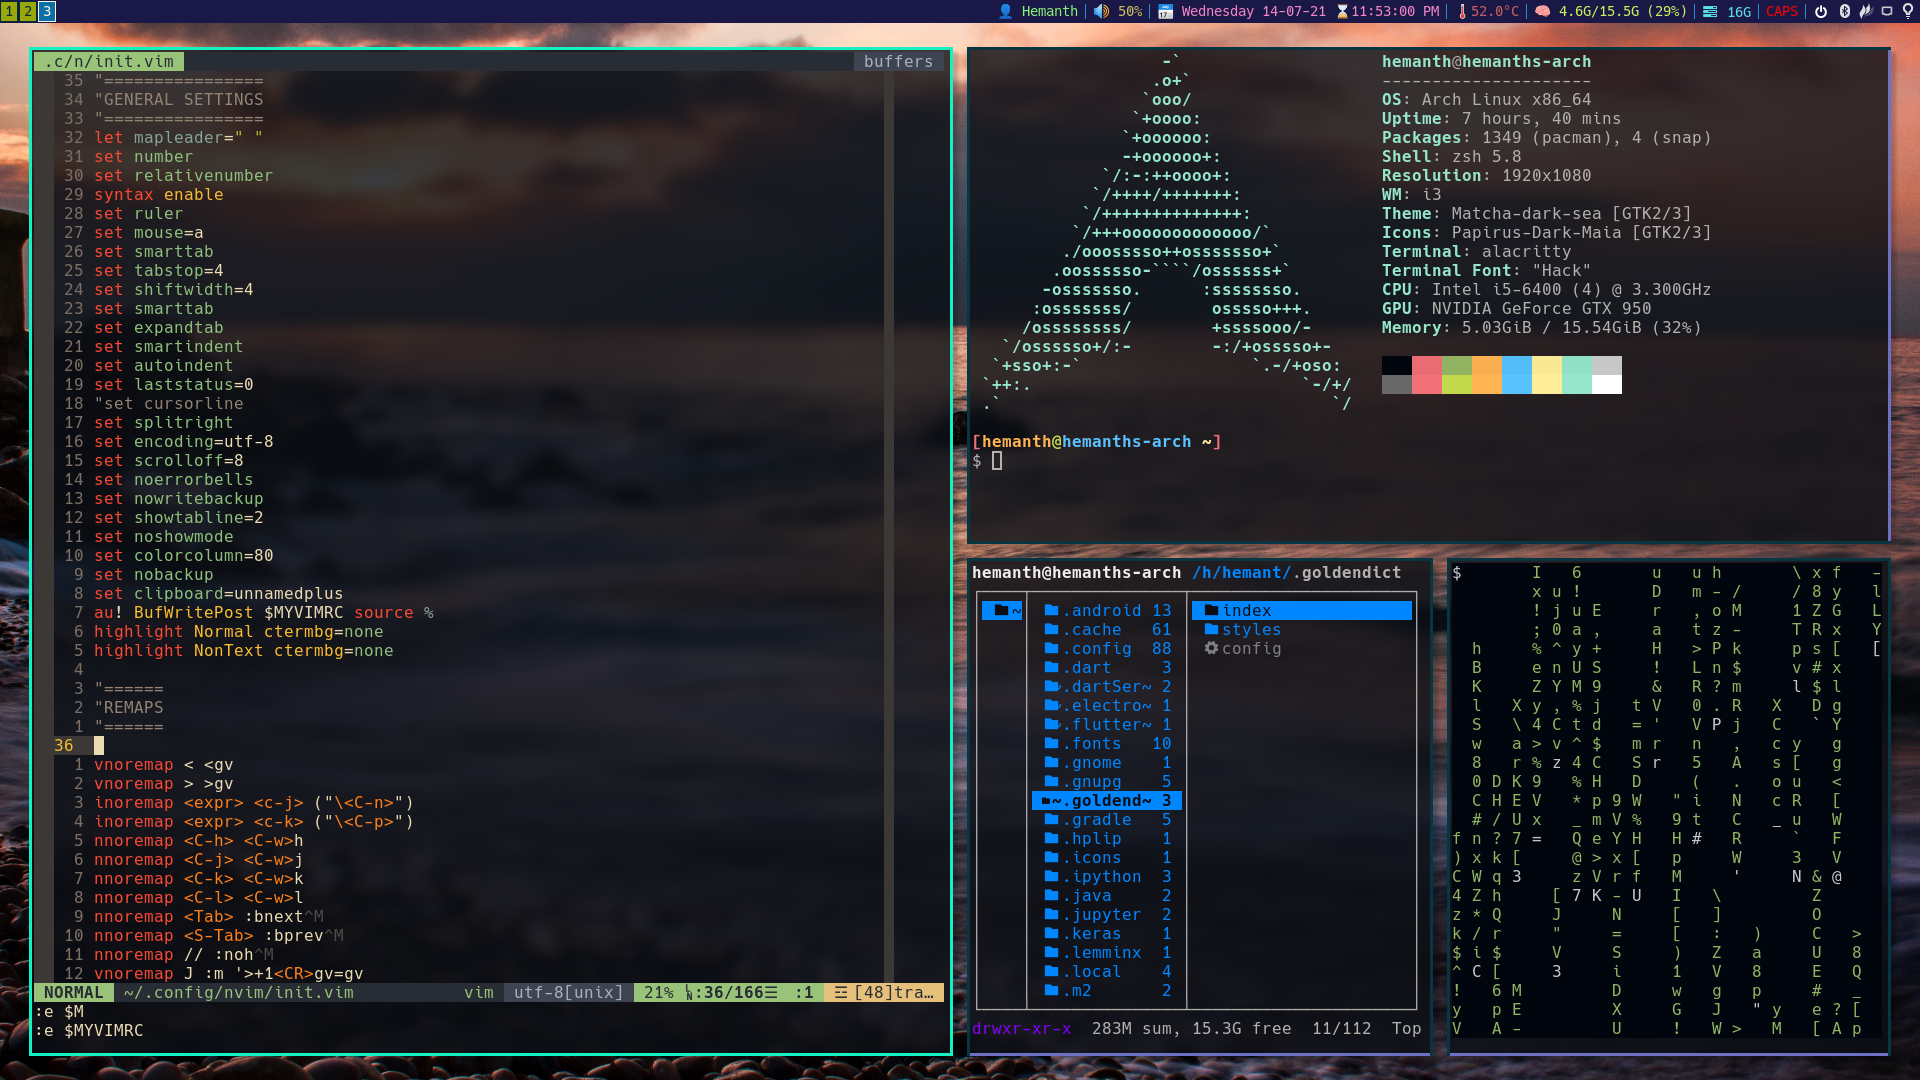 1 2 3
Hemanth | 50% | Wednesday 14-07-21 11:53:00 PM | 52.0°C | 4.6G/15.5G (29%) | 16G | CAPS |
.c/n/init.vim buffers
35 "================
34 "GENERAL SETTINGS
33 "================
32 let mapleader=" "
31 set number
30 set relativenumber
29 syntax enable
28 set ruler
27 set mouse=a
26 set smarttab
25 set tabstop=4
24 set shiftwidth=4
23 set smarttab
22 set expandtab
21 set smartindent
20 set autoindent
19 set laststatus=0
18 "set cursorline
17 set splitright
16 set encoding=utf-8
15 set scrolloff=8
14 set noerrorbells
13 set nowritebackup
12 set showtabline=2
11 set noshowmode
10 set colorcolumn=80
9 set nobackup
8 set clipboard=unnamedplus
7 au! BufWritePost $MYVIMRC source %
6 highlight Normal ctermbg=none
5 highlight NonText ctermbg=none
4
3 "======
2 "REMAPS
1 "======
36
1 vnoremap < <gv
2 vnoremap > >gv
3 inoremap <expr> <c-j> ("\<C-n>")
4 inoremap <expr> <c-k> ("\<C-p>")
5 nnoremap <C-h> <C-w>h
6 nnoremap <C-j> <C-w>j
7 nnoremap <C-k> <C-w>k
8 nnoremap <C-l> <C-w>l
9 nnoremap <Tab> :bnext^M
10 nnoremap <S-Tab> :bprev^M
11 nnoremap // :noh^M
12 vnoremap J :m '>+1<CR>gv=gv
NORMAL ~/.config/nvim/init.vim vim utf-8[unix] 21% :36/166☰ :1 ☲ [48]tra…
:e $M
:e $MYVIMRC
hemanth@hemanths-arch
---------------------
OS: Arch Linux x86_64
Uptime: 7 hours, 40 mins
Packages: 1349 (pacman), 4 (snap)
Shell: zsh 5.8
Resolution: 1920x1080
WM: i3
Theme: Matcha-dark-sea [GTK2/3]
Icons: Papirus-Dark-Maia [GTK2/3]
Terminal: alacritty
Terminal Font: "Hack"
CPU: Intel i5-6400 (4) @ 3.300GHz
GPU: NVIDIA GeForce GTX 950
Memory: 5.03GiB / 15.54GiB (32%)
[hemanth@hemanths-arch ~]
$
hemanth@hemanths-arch /h/hemant/.goldendict
~ .android 13 index
.cache 61 styles
.config 88 config
.dart 3
.dartSer~ 2
.electro~ 1
.flutter~ 1
.fonts 10
.gnome 1
.gnupg 5
~.goldend~ 3
.gradle 5
.hplip 1
.icons 1
.ipython 3
.java 2
.jupyter 2
.keras 1
.lemminx 1
.local 4
.m2 2
drwxr-xr-x 283M sum, 15.3G free 11/112 Top